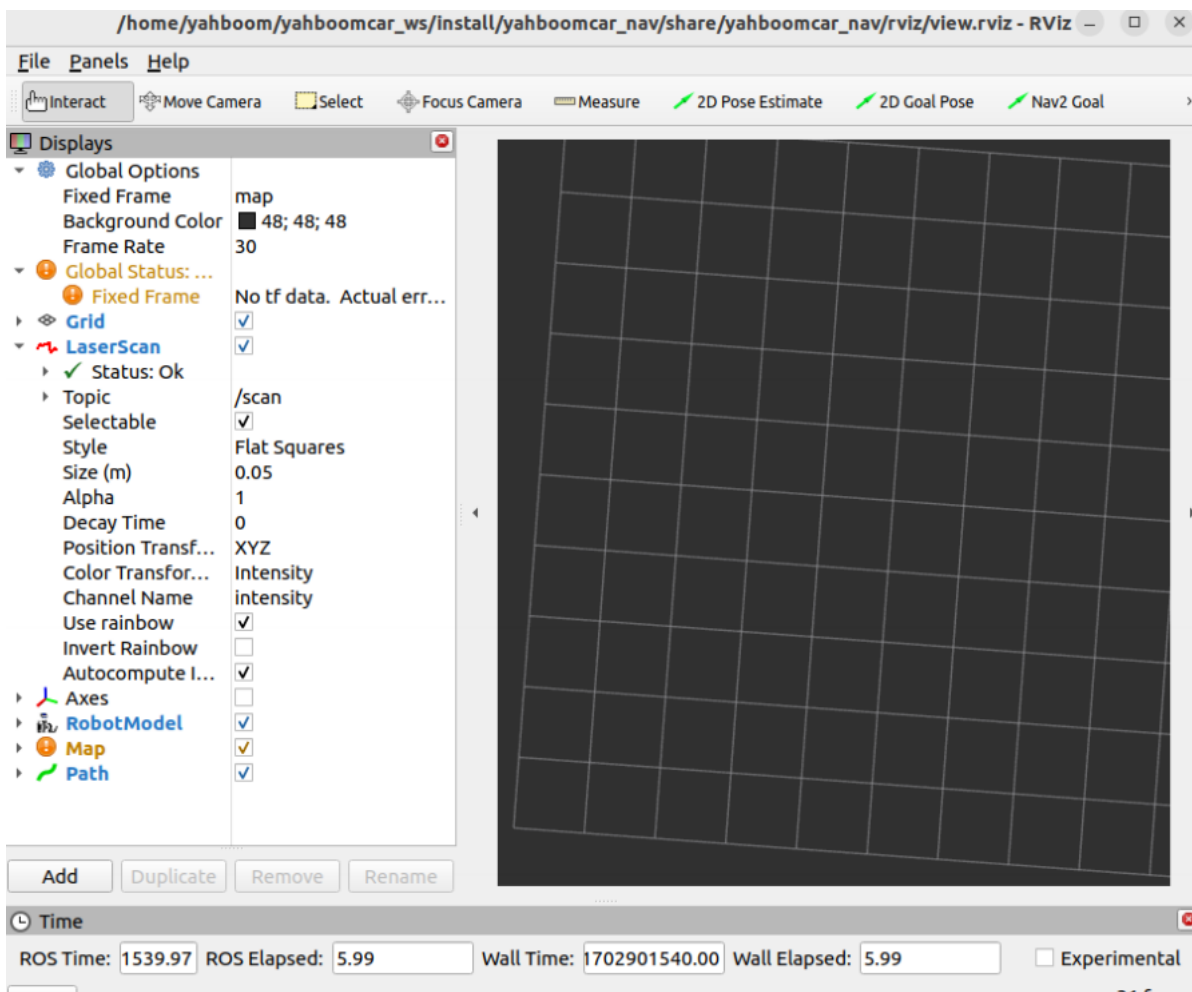 /home/yahboom/yahboomcar_ws/install/yahboomcar_nav/share/yahboomcar_nav/rviz/view.rviz - RViz
File Panels Help
Interact Move Camera Select Focus Camera Measure 2D Pose Estimate 2D Goal Pose Nav2 Goal
Displays
Global Options
Fixed Frame map
Background Color 48; 48; 48
Frame Rate 30
Global Status: ...
Fixed Frame No tf data. Actual err...
Grid
LaserScan
Status: Ok
Topic /scan
Selectable
Style Flat Squares
Size (m) 0.05
Alpha 1
Decay Time 0
Position Transf... XYZ
Color Transfor... Intensity
Channel Name intensity
Use rainbow
Invert Rainbow
Autocompute I...
Axes
RobotModel
Map
Path
Add Duplicate Remove Rename
Time
ROS Time: 1539.97 ROS Elapsed: 5.99 Wall Time: 1702901540.00 Wall Elapsed: 5.99 Experimental